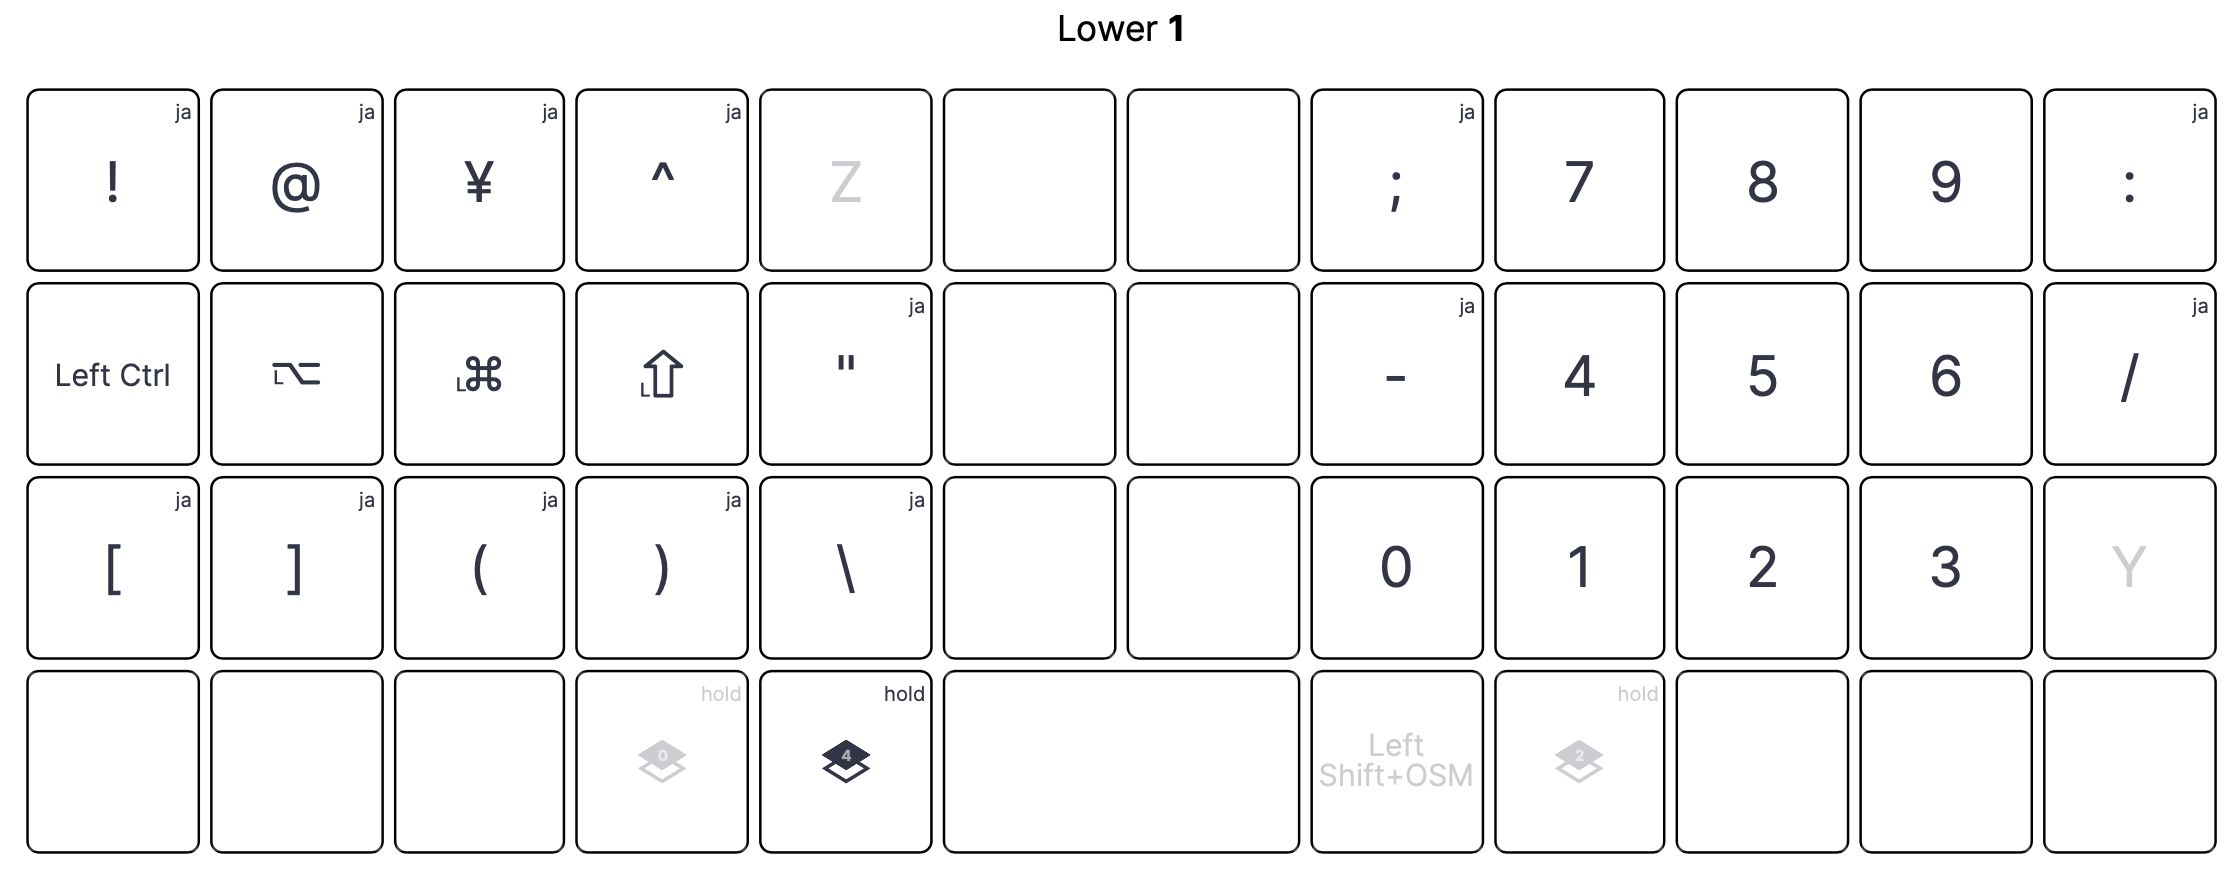 Lower 1
ja ja ja ja ja ja
! @ ¥ ^ Z ; 7 8 9 :
ja ja ja
Left Ctrl L⌥ L⌘ L⇧ " - 4 5 6 /
ja ja ja ja ja
[ ] ( ) \ 0 1 2 3 Y
hold hold hold
0 4 Left 2
Shift+OSM